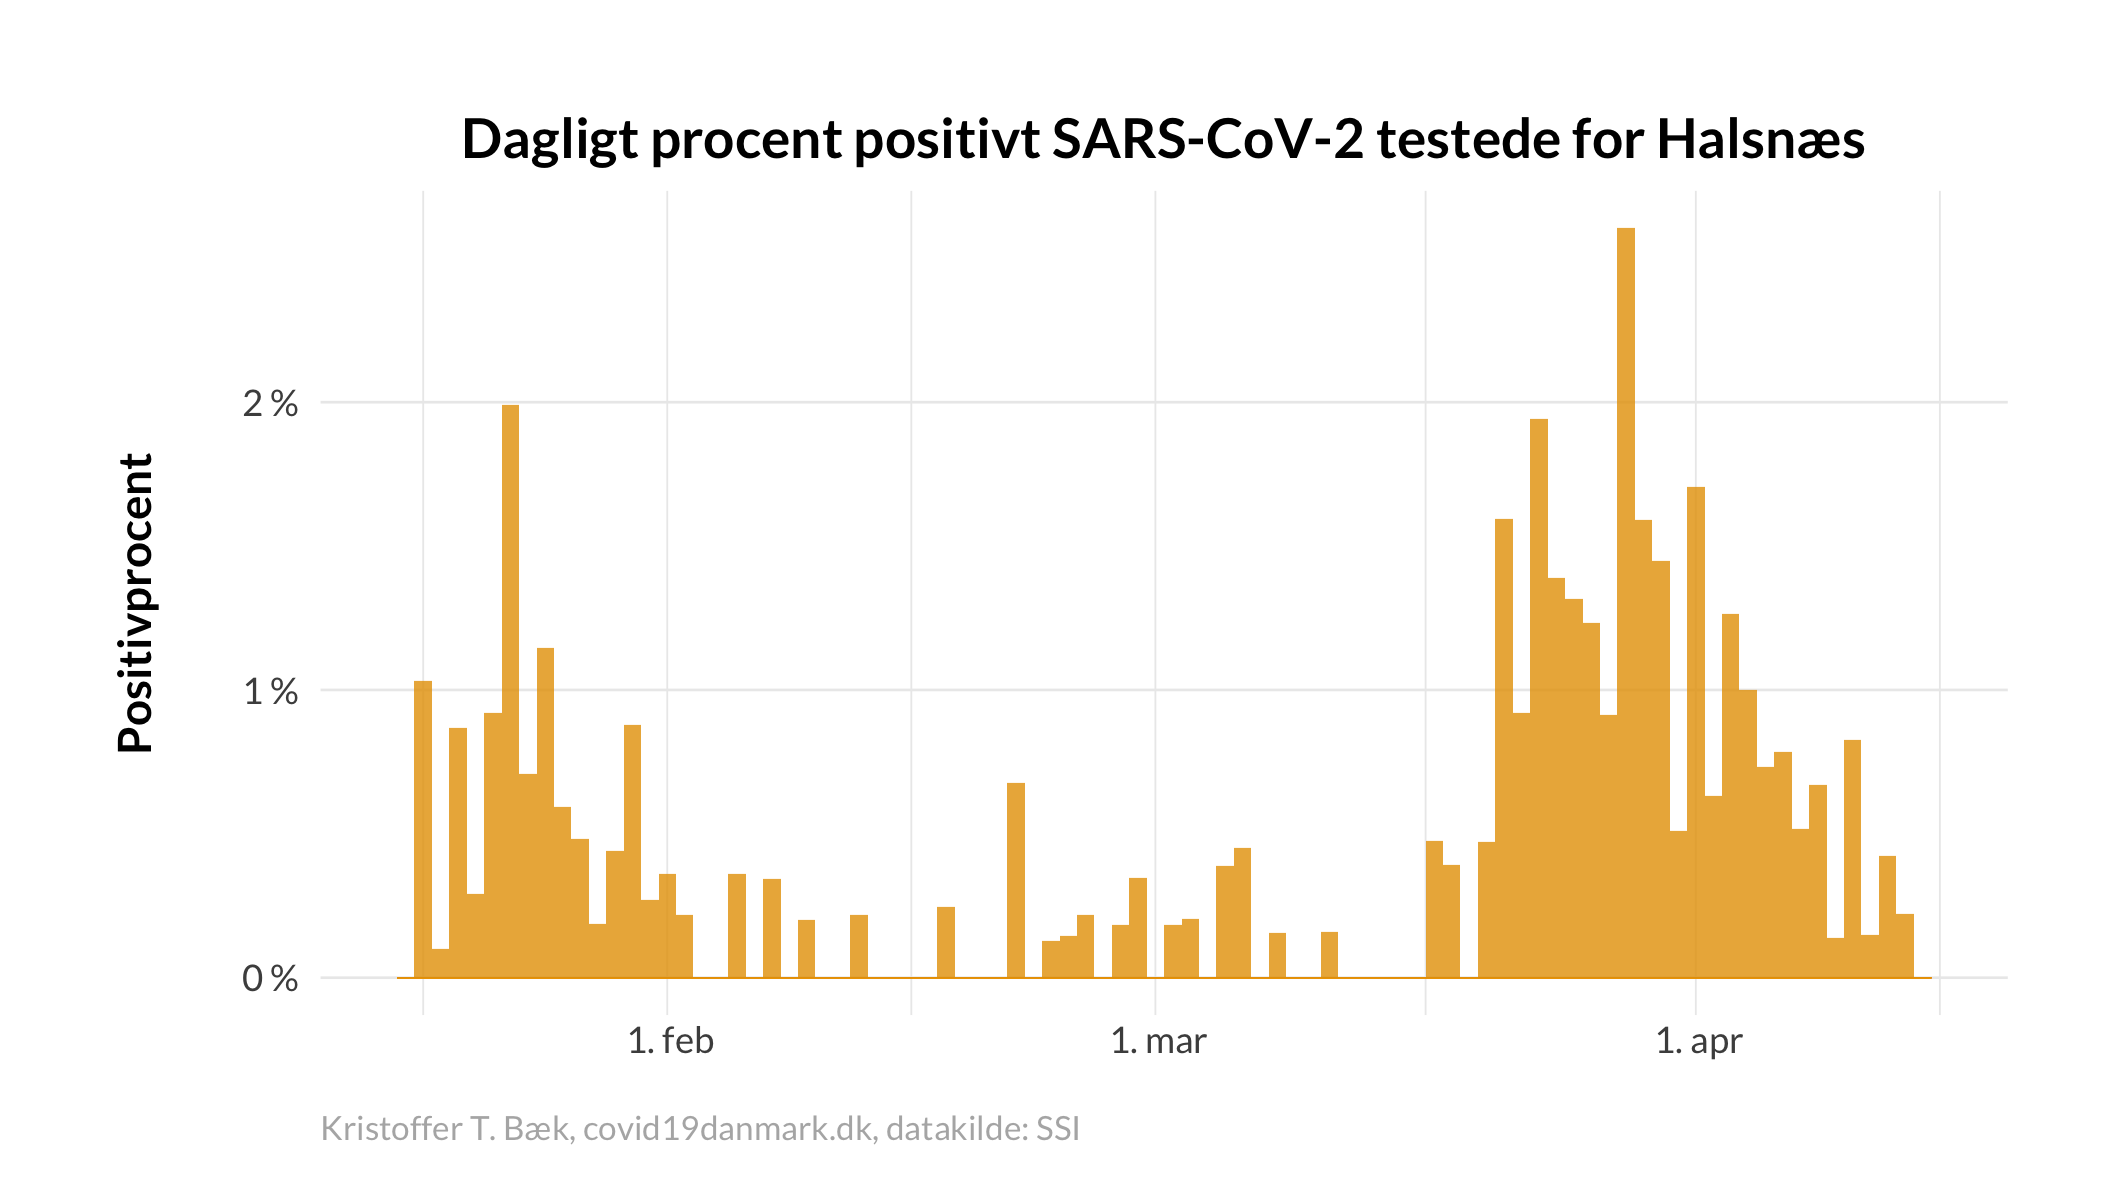 Dagligt procent positivt SARS-CoV-2 testede for Halsnæs
Positivprocent
2 %
1 %
0 %
1. feb
1. mar
1. apr
Kristoffer T. Bæk, covid19danmark.dk, datakilde: SSI